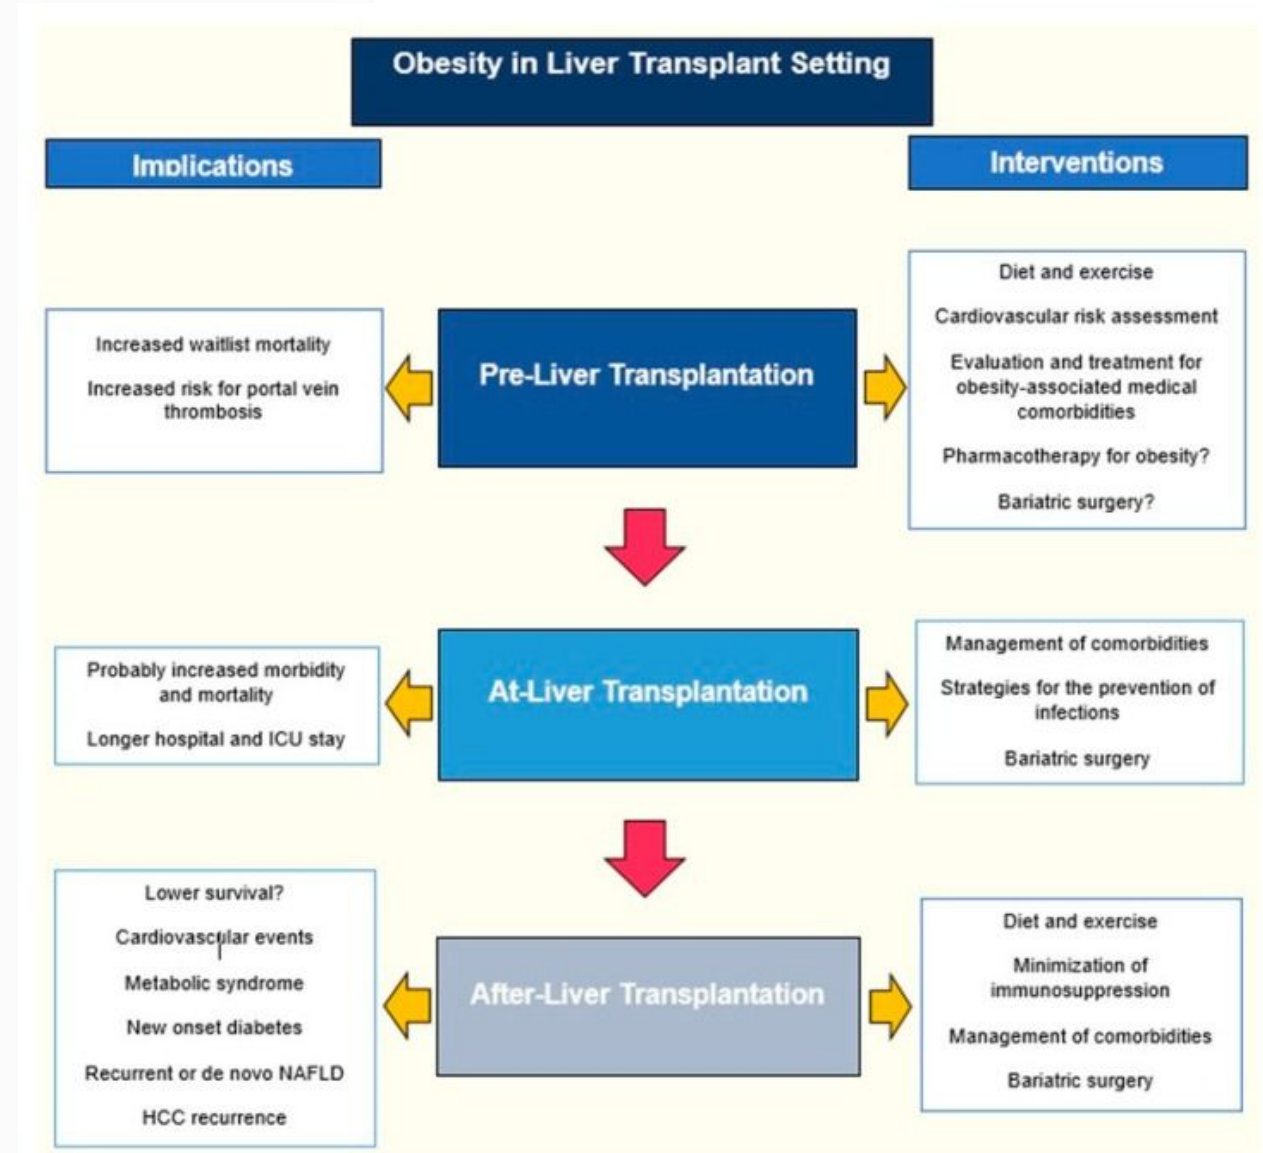 Obesity in Liver Transplant Setting
Implications
Interventions
Increased waitlist mortality
Increased risk for portal vein
thrombosis
Pre-Liver Transplantation
Diet and exercise
Cardiovascular risk assessment
Evaluation and treatment for
obesity-associated medical
comorbidities
Pharmacotherapy for obesity?
Bariatric surgery?
Probably increased morbidity
and mortality
Longer hospital and ICU stay
At-Liver Transplantation
Management of comorbidities
Strategies for the prevention of
infections
Bariatric surgery
Lower survival?
Cardiovascular events
Metabolic syndrome
New onset diabetes
Recurrent or de novo NAFLD
HCC recurrence
After-Liver Transplantation
Diet and exercise
Minimization of
immunosuppression
Management of comorbidities
Bariatric surgery